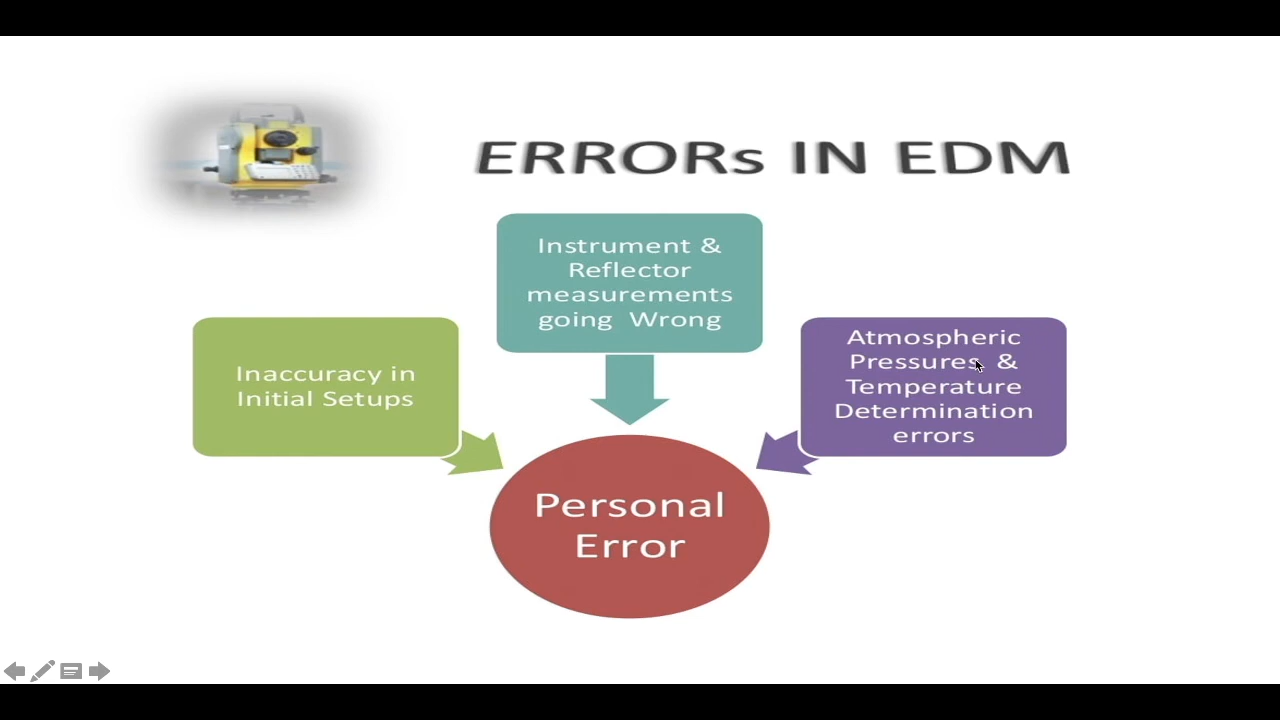 ERRORs IN EDM
Instrument &
Reflector
measurements
going Wrong
Inaccuracy in
Initial Setups
Atmospheric
Pressures &
Temperature
Determination
errors
Personal
Error